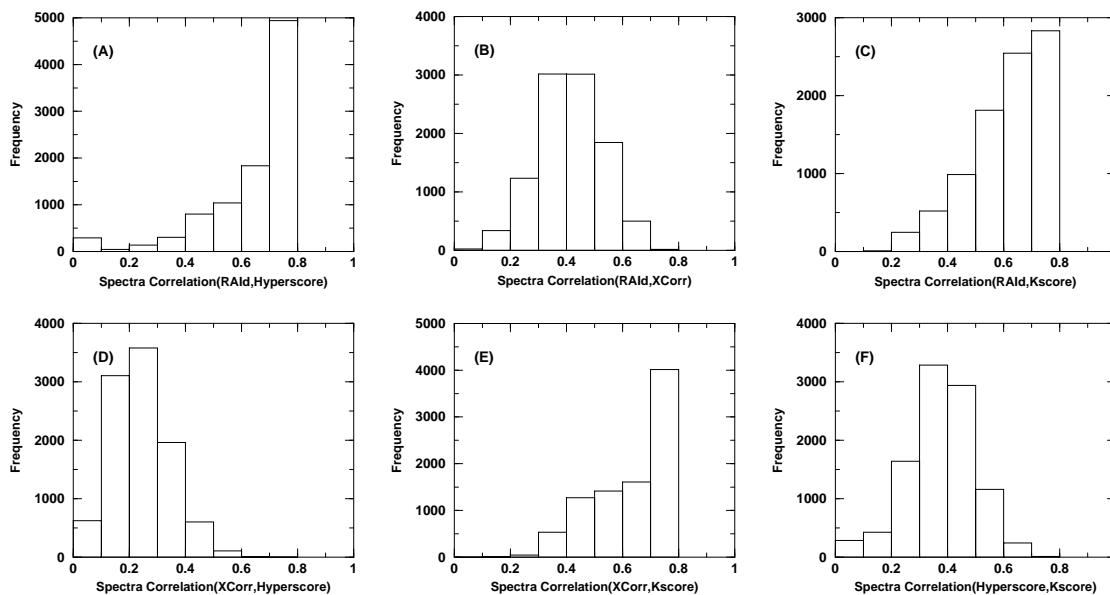 5000
4000
3000
2000
1000
0
Frequency
(A)
0 0.2 0.4 0.6 0.8 1
Spectra Correlation(RAId,Hyperscore)
4000
3000
2000
1000
0
Frequency
(B)
0 0.2 0.4 0.6 0.8 1
Spectra Correlation(RAId,XCorr)
3000
2000
1000
0
Frequency
(C)
0 0.2 0.4 0.6 0.8
Spectra Correlation(RAId,Kscore)
4000
3000
2000
1000
0
Frequency
(D)
0 0.2 0.4 0.6 0.8 1
Spectra Correlation(XCorr,Hyperscore)
5000
4000
3000
2000
1000
0
Frequency
(E)
0 0.2 0.4 0.6 0.8 1
Spectra Correlation(XCorr,Kscore)
4000
3000
2000
1000
0
Frequency
(F)
0 0.2 0.4 0.6 0.8
Spectra Correlation(Hyperscore,Kscore)